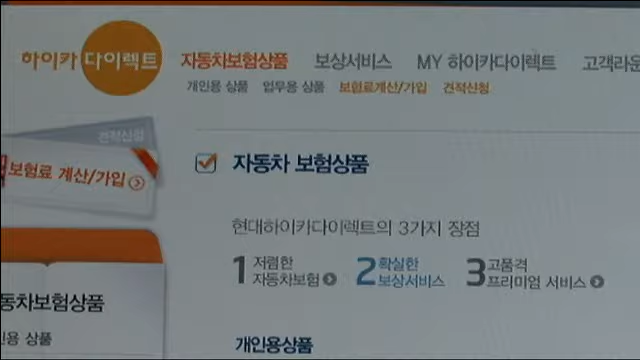 하이카 다이렉트
자동차보험상품 보상서비스 MY 하이카다이렉트 고객라운
개인용 상품 업무용 상품 보험료계산/가입 견적신청
견적신청
보험료 계산/가입
자동차 보험상품
현대하이카다이렉트의 3가지 장점
1 저렴한 자동차보험 2 확실한 보상서비스 3 고품격 프리미엄 서비스
동차보험상품
인용 상품
개인용상품